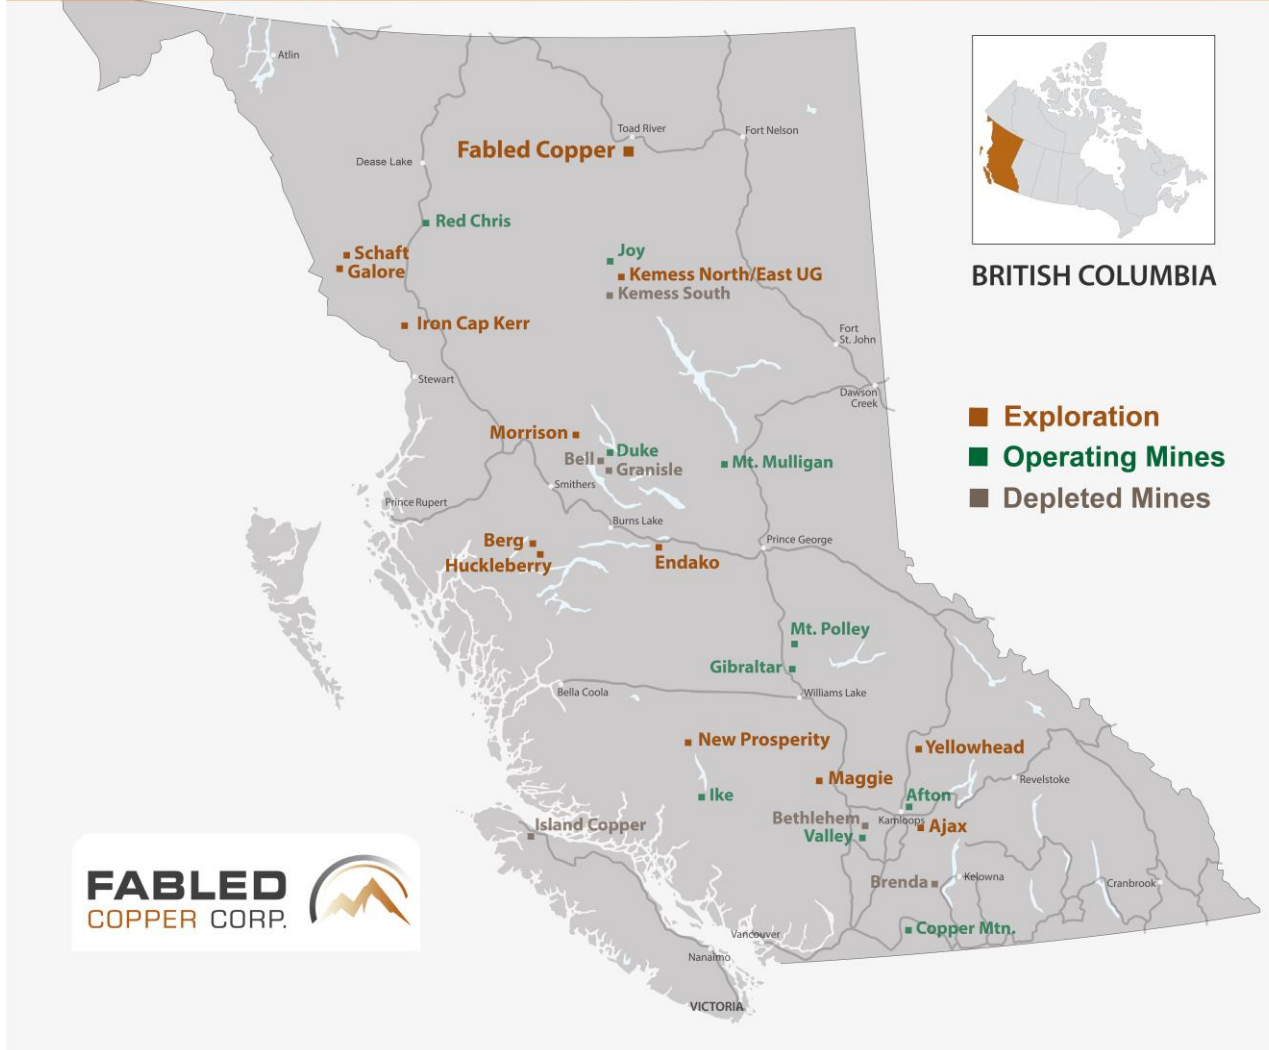 Atlin
Toad River
Fort Nelson
Fabled Copper
Dease Lake
Red Chris
Joy
Schaft
Galore
Kemess North/East UG
Kemess South
BRITISH COLUMBIA
Iron Cap Kerr
Fort
St. John
Stewart
Dawson
Creek
Exploration
Operating Mines
Depleted Mines
Morrison
Duke
Bell
Granisle
Mt. Mulligan
Smithers
Prince Rupert
Burns Lake
Prince George
Berg
Huckleberry
Endako
Mt. Polley
Gibraltar
Bella Coola
Williams Lake
New Prosperity
Yellowhead
Maggie
Revelstoke
Ike
Afton
Island Copper
Bethlehem
Kamloops
Ajax
Valley
FABLED
COPPER CORP.
Brenda
Kelowna
Cranbrook
Copper Mtn.
Vancouver
Nanaimo
VICTORIA